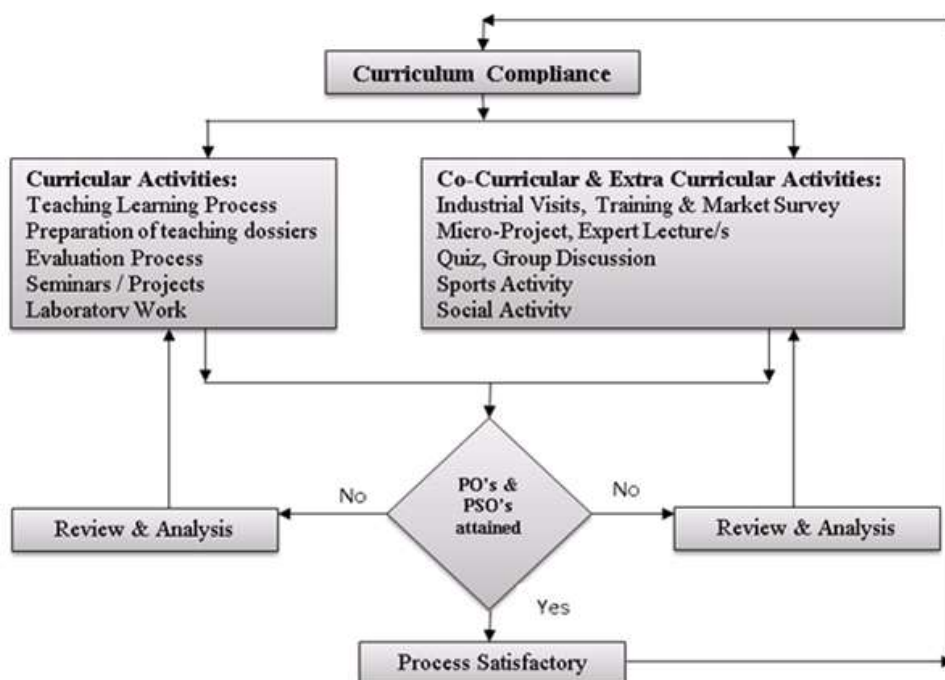 Curriculum Compliance
Curricular Activities:
Teaching Learning Process
Preparation of teaching dossiers
Evaluation Process
Seminars / Projects
Laboratory Work
Co-Curricular & Extra Curricular Activities:
Industrial Visits, Training & Market Survey
Micro-Project, Expert Lecture/s
Quiz, Group Discussion
Sports Activity
Social Activity
No
PO's &
PSO's
attained
No
Review & Analysis
Review & Analysis
Yes
Process Satisfactory